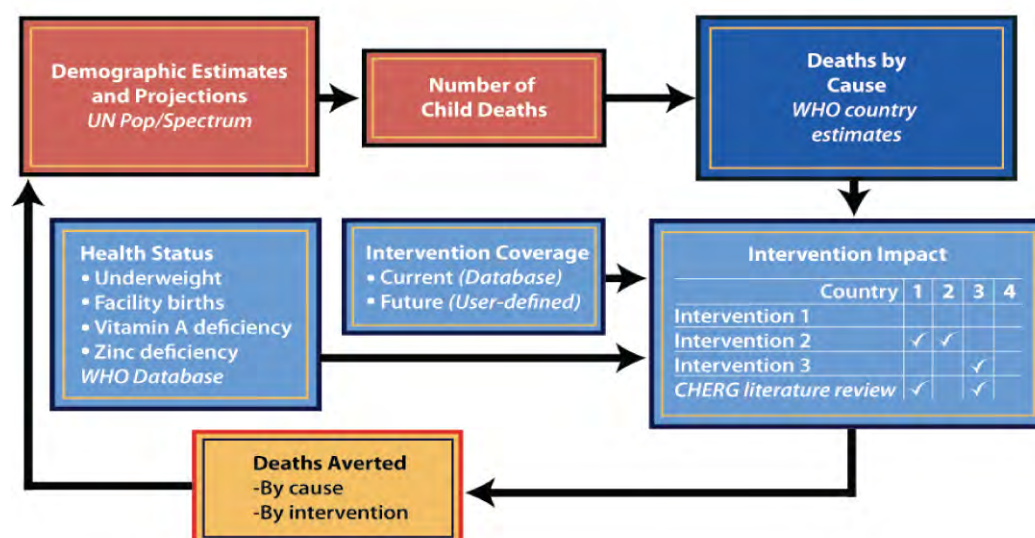 Demographic Estimates
and Projections
UN Pop/Spectrum
Number of
Child Deaths
Deaths by
Cause
WHO country
estimates
Health Status
• Underweight
• Facility births
• Vitamin A deficiency
• Zinc deficiency
WHO Database
Intervention Coverage
• Current (Database)
• Future (User-defined)
Intervention Impact
Country 1 2 3 4
Intervention 1
Intervention 2 ✓ ✓
Intervention 3 ✓
CHERG literature review ✓ ✓
Deaths Averted
-By cause
-By intervention